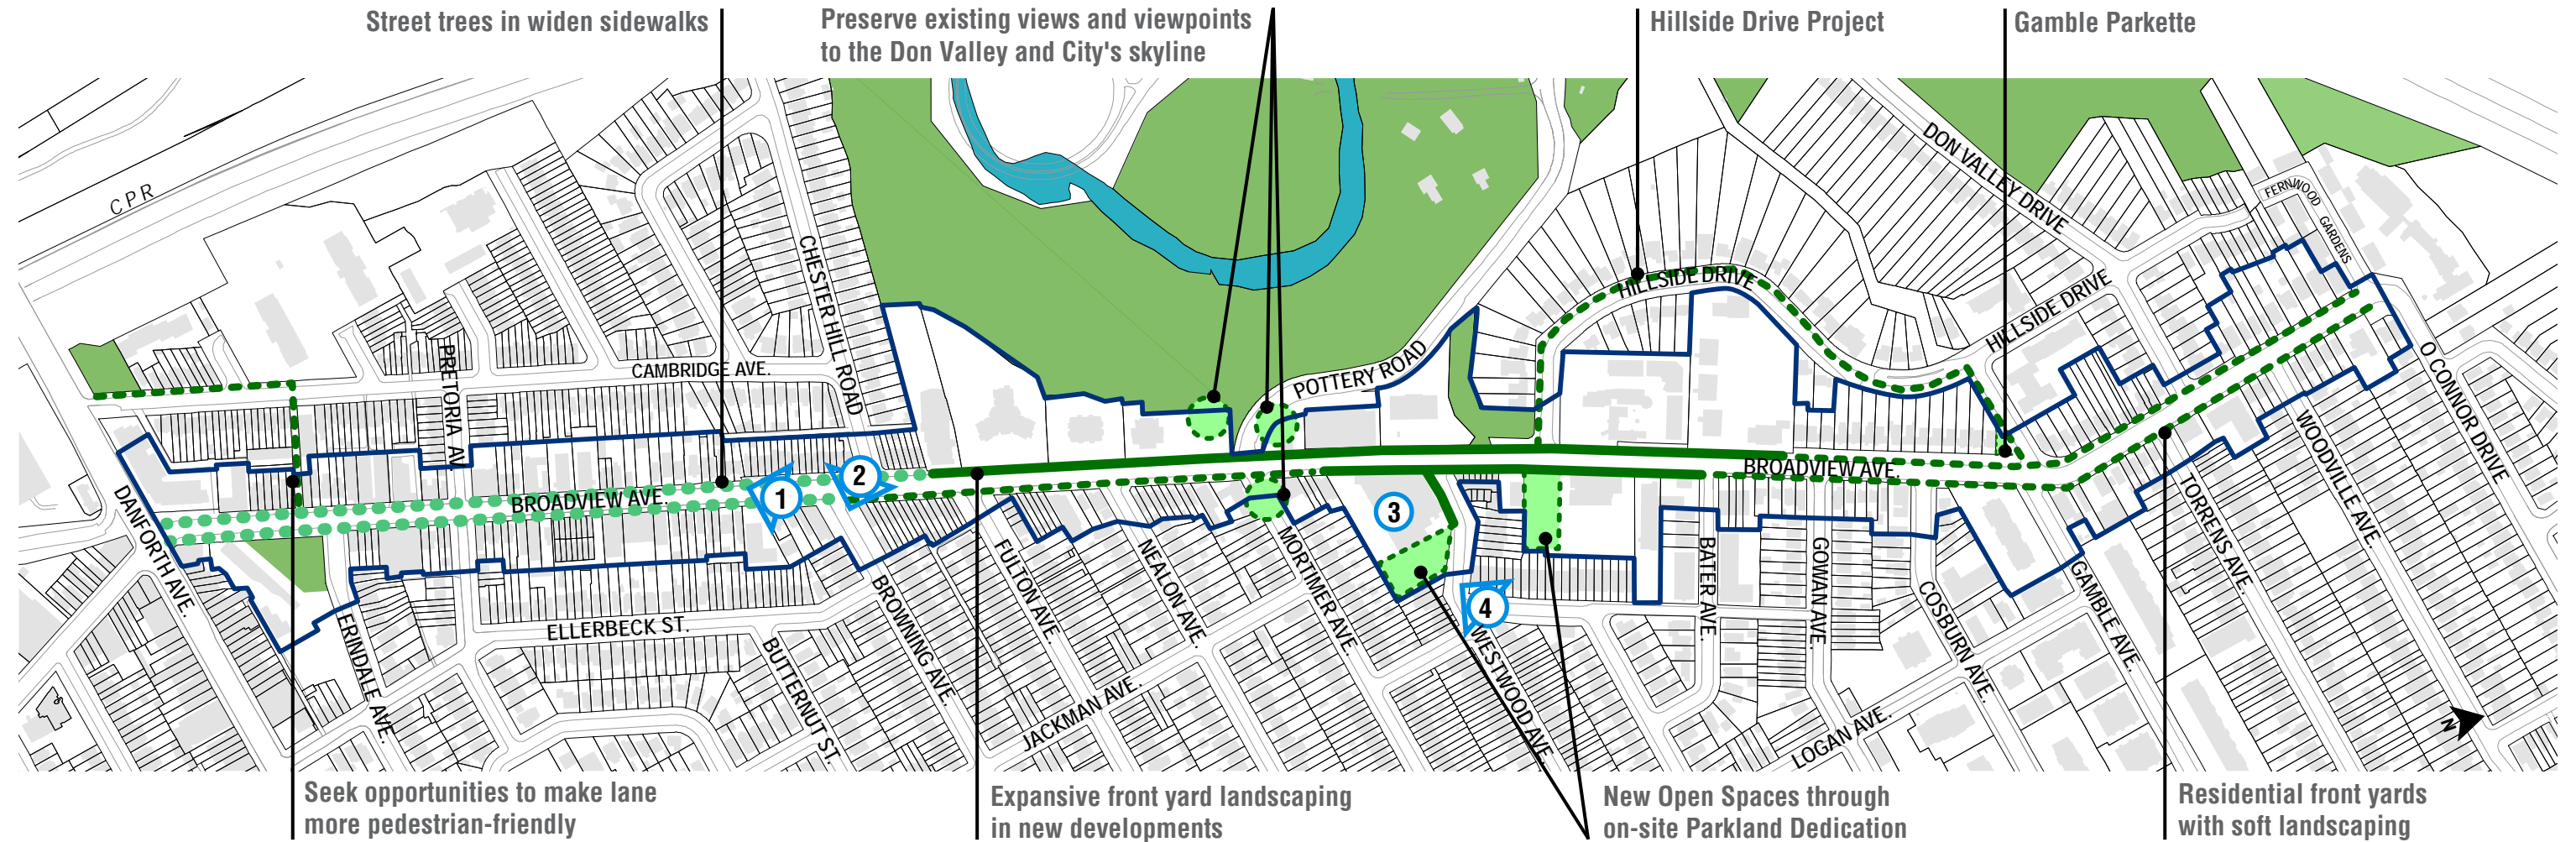 Street trees in widen sidewalks
Preserve existing views and viewpoints
to the Don Valley and City's skyline
Hillside Drive Project
Gamble Parkette
CPR
CHESTER HILL ROAD
PRETORIA AV
CAMBRIDGE AVE.
POTTERY ROAD
HILLSIDE DRIVE
DON VALLEY DRIVE
HILLSIDE DRIVE
FERNWOOD GARDENS
O CONNOR DRIVE
BROADVIEW AVE.
BROADVIEW AVE.
1
2
3
4
DANFORTH AVE.
ERINDALE AVE.
ELLERBECK ST.
BUTTERNUT ST.
BROWNING AVE.
FULTON AVE.
NEALON AVE.
JACKMAN AVE.
MORTIMER AVE.
WESTWOOD AVE.
BATER AVE.
GOWAN AVE.
LOGAN AVE.
COSBURN AVE.
GAMBLE AVE.
TORRENS AVE.
WOODVILLE AVE.
N
Seek opportunities to make lane
more pedestrian-friendly
Expansive front yard landscaping
in new developments
New Open Spaces through
on-site Parkland Dedication
Residential front yards
with soft landscaping